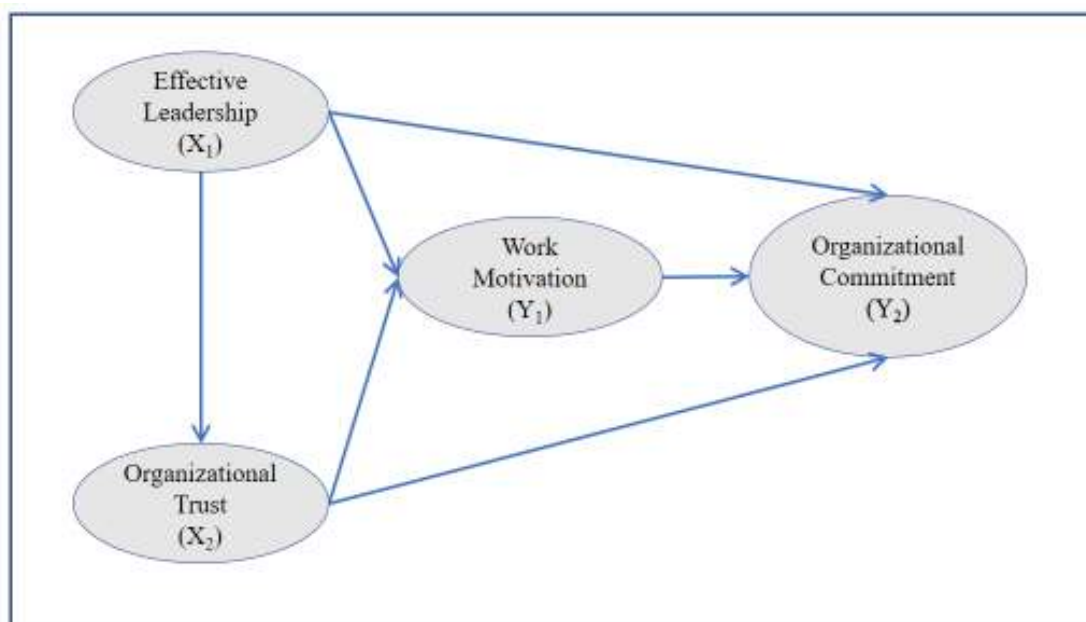 Effective
Leadership
(X₁)
Work
Motivation
(Y₁)
Organizational
Commitment
(Y₂)
Organizational
Trust
(X₂)